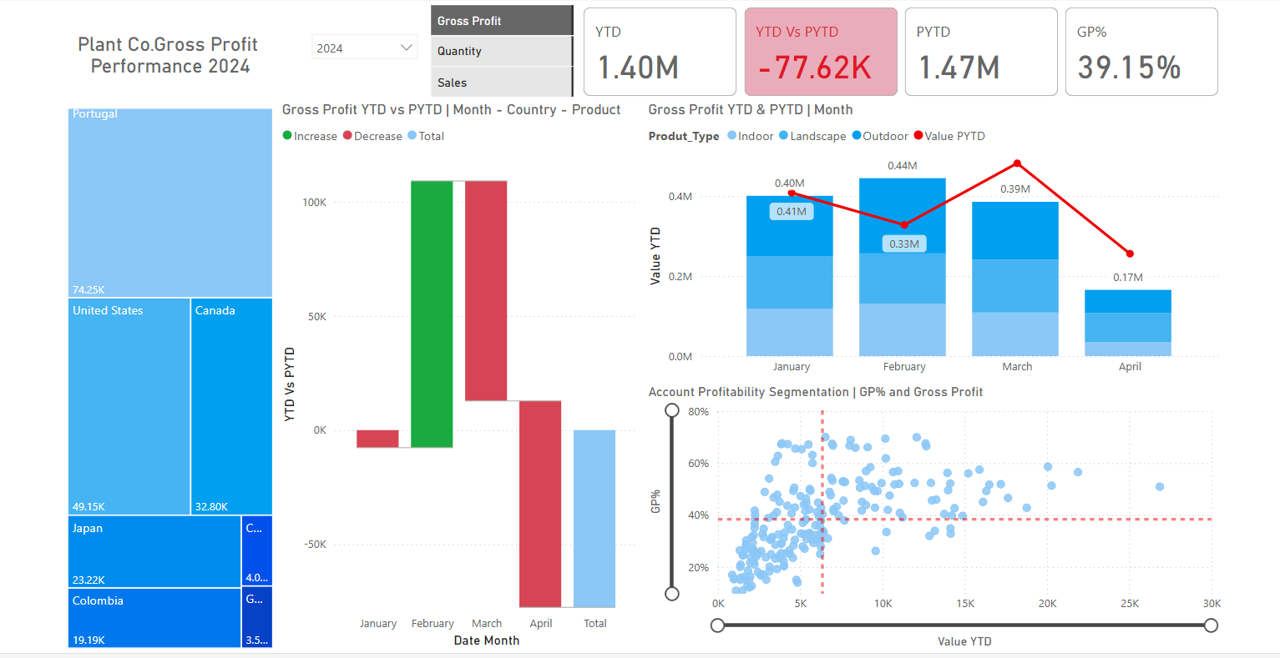 Plant Co.Gross Profit
Performance 2024
2024
Gross Profit
Quantity
Sales
YTD
1.40M
YTD Vs PYTD
-77.62K
PYTD
1.47M
GP%
39.15%
Portugal
74.25K
United States
49.15K
Canada
32.80K
Japan
23.22K
C...
4.0...
Colombia
19.19K
G...
3.5...
Gross Profit YTD vs PYTD | Month - Country - Product
Increase Decrease Total
YTD Vs PYTD
100K
50K
0K
-50K
January February March April Total
Date Month
Gross Profit YTD & PYTD | Month
Produt_Type Indoor Landscape Outdoor Value PYTD
Value YTD
0.4M
0.2M
0.0M
0.40M
0.41M
0.44M
0.33M
0.39M
0.17M
January February March April
Account Profitability Segmentation | GP% and Gross Profit
GP%
80%
60%
40%
20%
0K 5K 10K 15K 20K 25K 30K
Value YTD